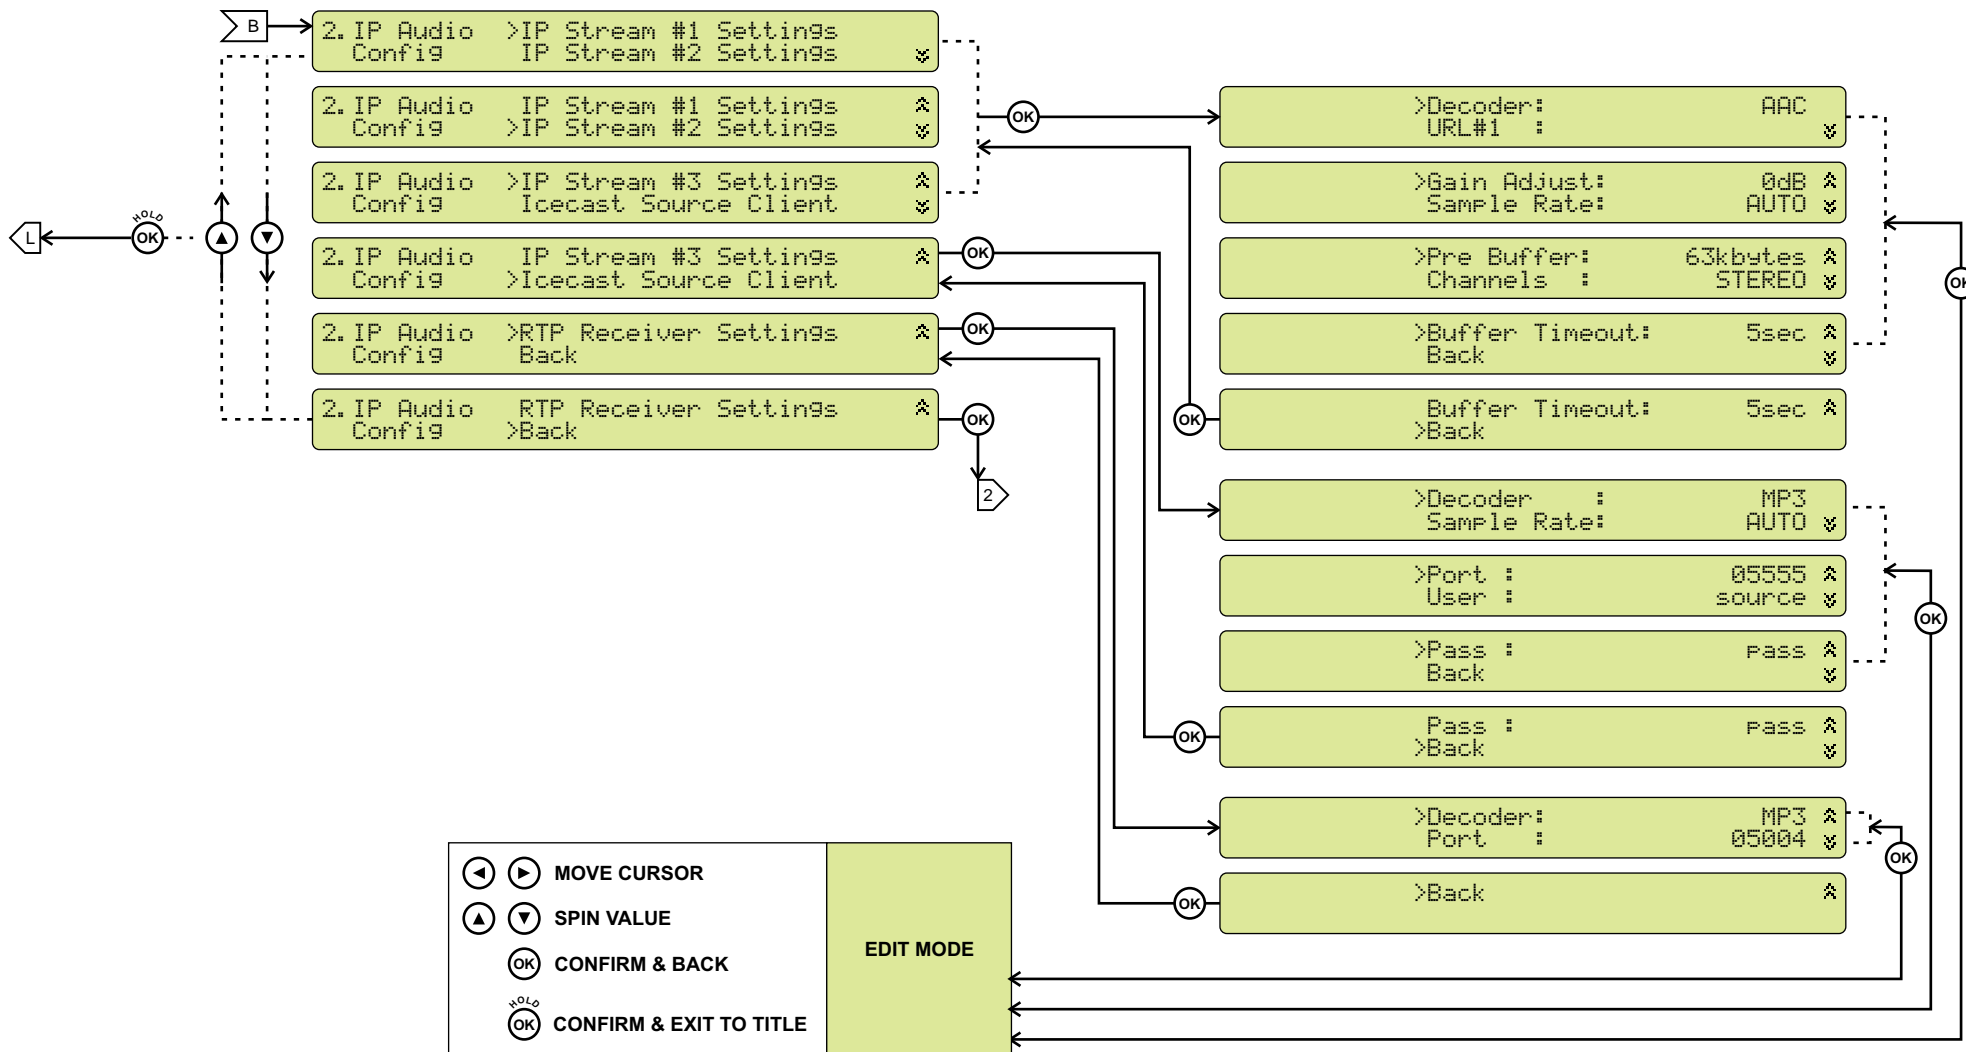 B
2. IP Audio >IP Stream #1 Settings
Config IP Stream #2 Settings
2. IP Audio IP Stream #1 Settings
Config >IP Stream #2 Settings
2. IP Audio >IP Stream #3 Settings
Config Icecast Source Client
2. IP Audio IP Stream #3 Settings
Config >Icecast Source Client
2. IP Audio >RTP Receiver Settings
Config Back
2. IP Audio RTP Receiver Settings
Config >Back
L
HOLD
OK
OK
OK
OK
OK
2
>Decoder: AAC
URL#1 :
>Gain Adjust: 0dB
Sample Rate: AUTO
>Pre Buffer: 63kbytes
Channels : STEREO
>Buffer Timeout: 5sec
Back
Buffer Timeout: 5sec
>Back
OK
OK
>Decoder : MP3
Sample Rate: AUTO
>Port : 05555
User : source
>Pass : pass
Back
Pass : pass
>Back
OK
OK
>Decoder: MP3
Port : 05004
>Back
OK
OK
MOVE CURSOR
SPIN VALUE
OK CONFIRM & BACK
HOLD
OK CONFIRM & EXIT TO TITLE
EDIT MODE